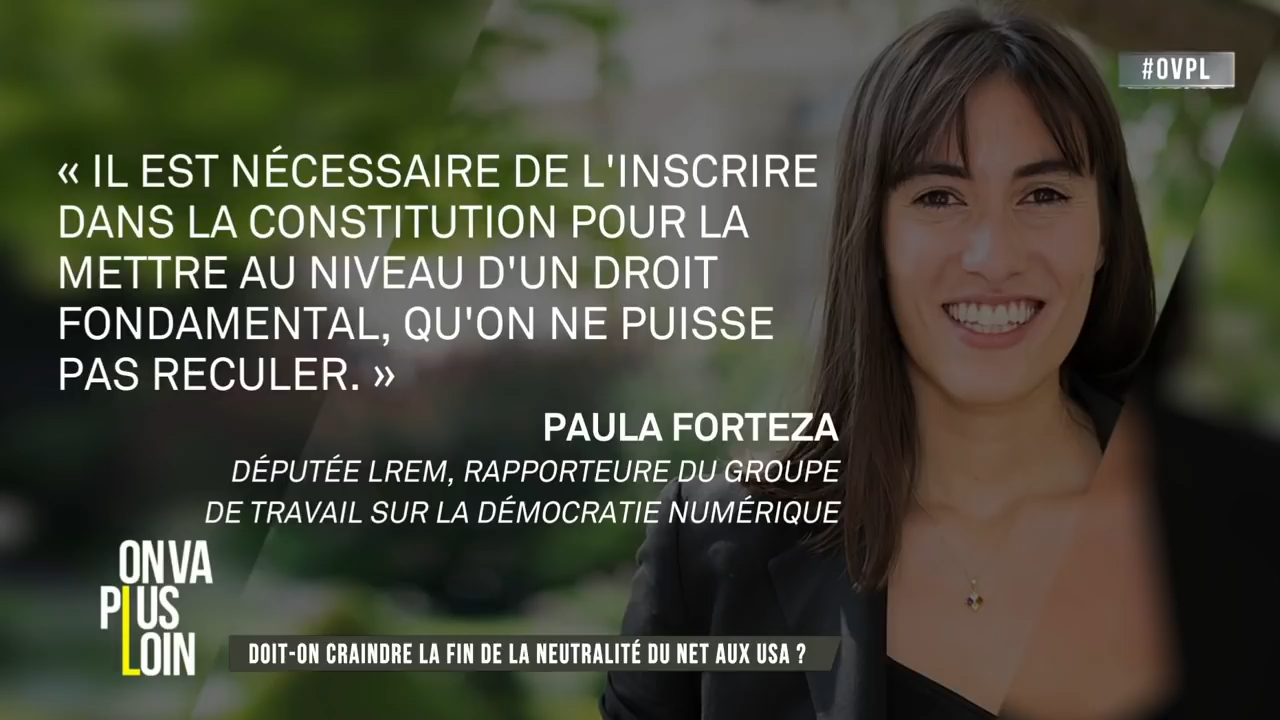 #OVPL
« IL EST NÉCESSAIRE DE L'INSCRIRE
DANS LA CONSTITUTION POUR LA
METTRE AU NIVEAU D'UN DROIT
FONDAMENTAL, QU'ON NE PUISSE
PAS RECULER. »
PAULA FORTEZA
DÉPUTÉE LREM, RAPPORTEURE DU GROUPE
DE TRAVAIL SUR LA DÉMOCRATIE NUMÉRIQUE
ON VA
PLUS
LOIN
DOIT-ON CRAINDRE LA FIN DE LA NEUTRALITÉ DU NET AUX USA ?